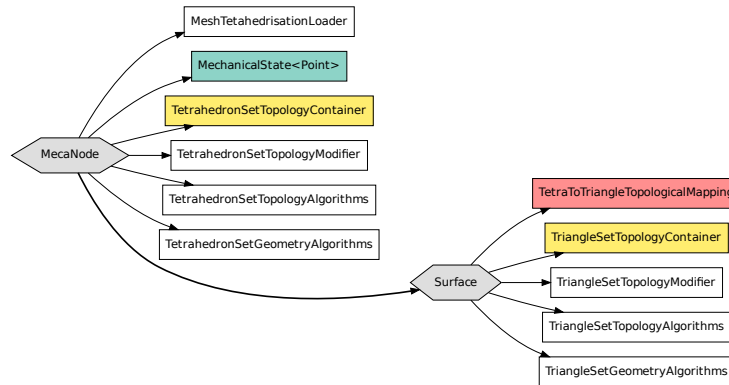 MeshTetahedrisationLoader
MechanicalState<Point>
TetrahedronSetTopologyContainer
MecaNode
TetrahedronSetTopologyModifier
TetrahedronSetTopologyAlgorithms
TetrahedronSetGeometryAlgorithms
TetraToTriangleTopologicalMapping
TriangleSetTopologyContainer
Surface
TriangleSetTopologyModifier
TriangleSetTopologyAlgorithms
TriangleSetGeometryAlgorithms